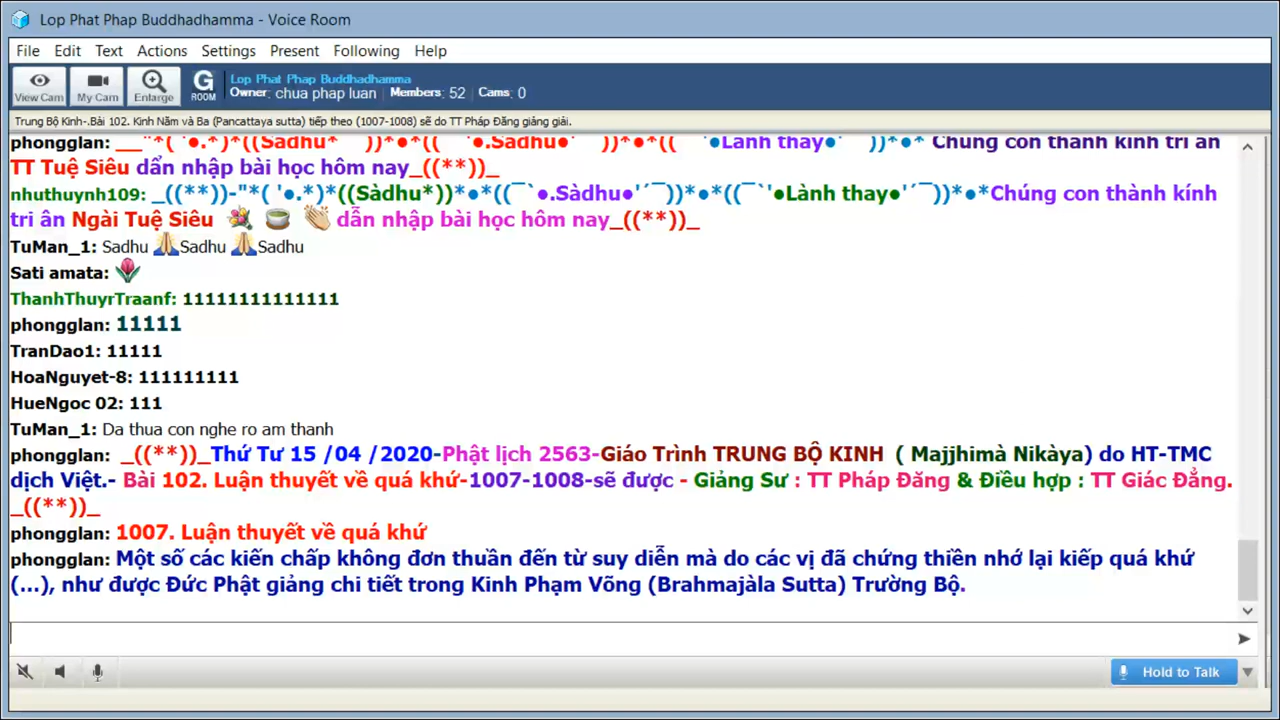 Lop Phat Phap Buddhadhamma - Voice Room
File Edit Text Actions Settings Present Following Help
View Cam My Cam Enlarge G ROOM Lop Phat Phap Buddhadhamma
Owner: chua phap luan Members: 52 Cams: 0
Trung Bộ Kinh-.Bài 102. Kinh Năm và Ba (Pancattaya sutta) tiếp theo (1007-1008) sẽ do TT Pháp Đăng giảng giải.
phongglan: __"*( '●.*)*((Sàdhu* ))*●*(( `●.Sàdhu● ))*●*(( '●Lành thay●' ))*●* Chúng con thành kính tri ân
TT Tuệ Siêu dẩn nhập bài học hôm nay_((**))_
nhuthuynh109: _((**))-"*( '●.*)*((Sàdhu*))*●*((¯`●.Sàdhu●'´¯))*●*((¯`'●Lành thay●'´¯))*●*Chúng con thành kính
tri ân Ngài Tuệ Siêu 💐 🍵 👏 dẫn nhập bài học hôm nay_((**))_
TuMan_1: Sadhu 🙏Sadhu 🙏Sadhu
Sati amata: 🌷
ThanhThuyrTraanf: 11111111111111
phongglan: 11111
TranDao1: 11111
HoaNguyet-8: 111111111
HueNgoc 02: 111
TuMan_1: Da thua con nghe ro am thanh
phongglan: _((**))_Thứ Tư 15 /04 /2020-Phật lịch 2563-Giáo Trình TRUNG BỘ KINH ( Majjhimà Nikàya) do HT-TMC
dịch Việt.- Bài 102. Luận thuyết về quá khứ-1007-1008-sẽ được - Giảng Sư : TT Pháp Đăng & Điều hợp : TT Giác Đẳng.
_((**))_
phongglan: 1007. Luận thuyết về quá khứ
phongglan: Một số các kiến chấp không đơn thuần đến từ suy diễn mà do các vị đã chứng thiền nhớ lại kiếp quá khứ
(...), như được Đức Phật giảng chi tiết trong Kinh Phạm Võng (Brahmajàla Sutta) Trường Bộ.
Hold to Talk